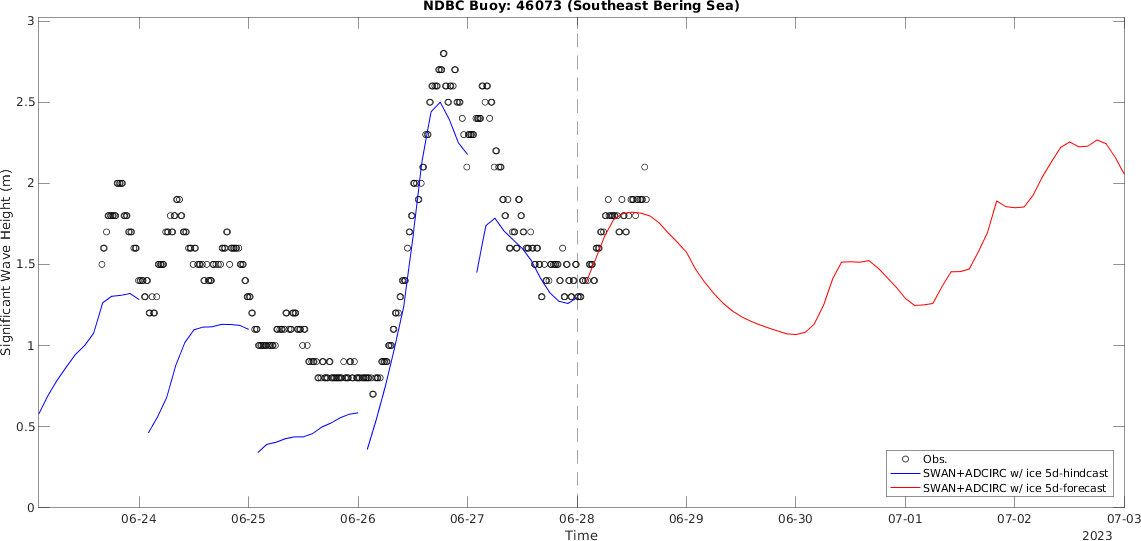 NDBC Buoy: 46073 (Southeast Bering Sea)
3
2.5
2
1.5
1
0.5
0
Significant Wave Height (m)
Obs.
SWAN+ADCIRC w/ ice 5d-hindcast
SWAN+ADCIRC w/ ice 5d-forecast
06-24 06-25 06-26 06-27 06-28 06-29 06-30 07-01 07-02 07-03
Time
2023